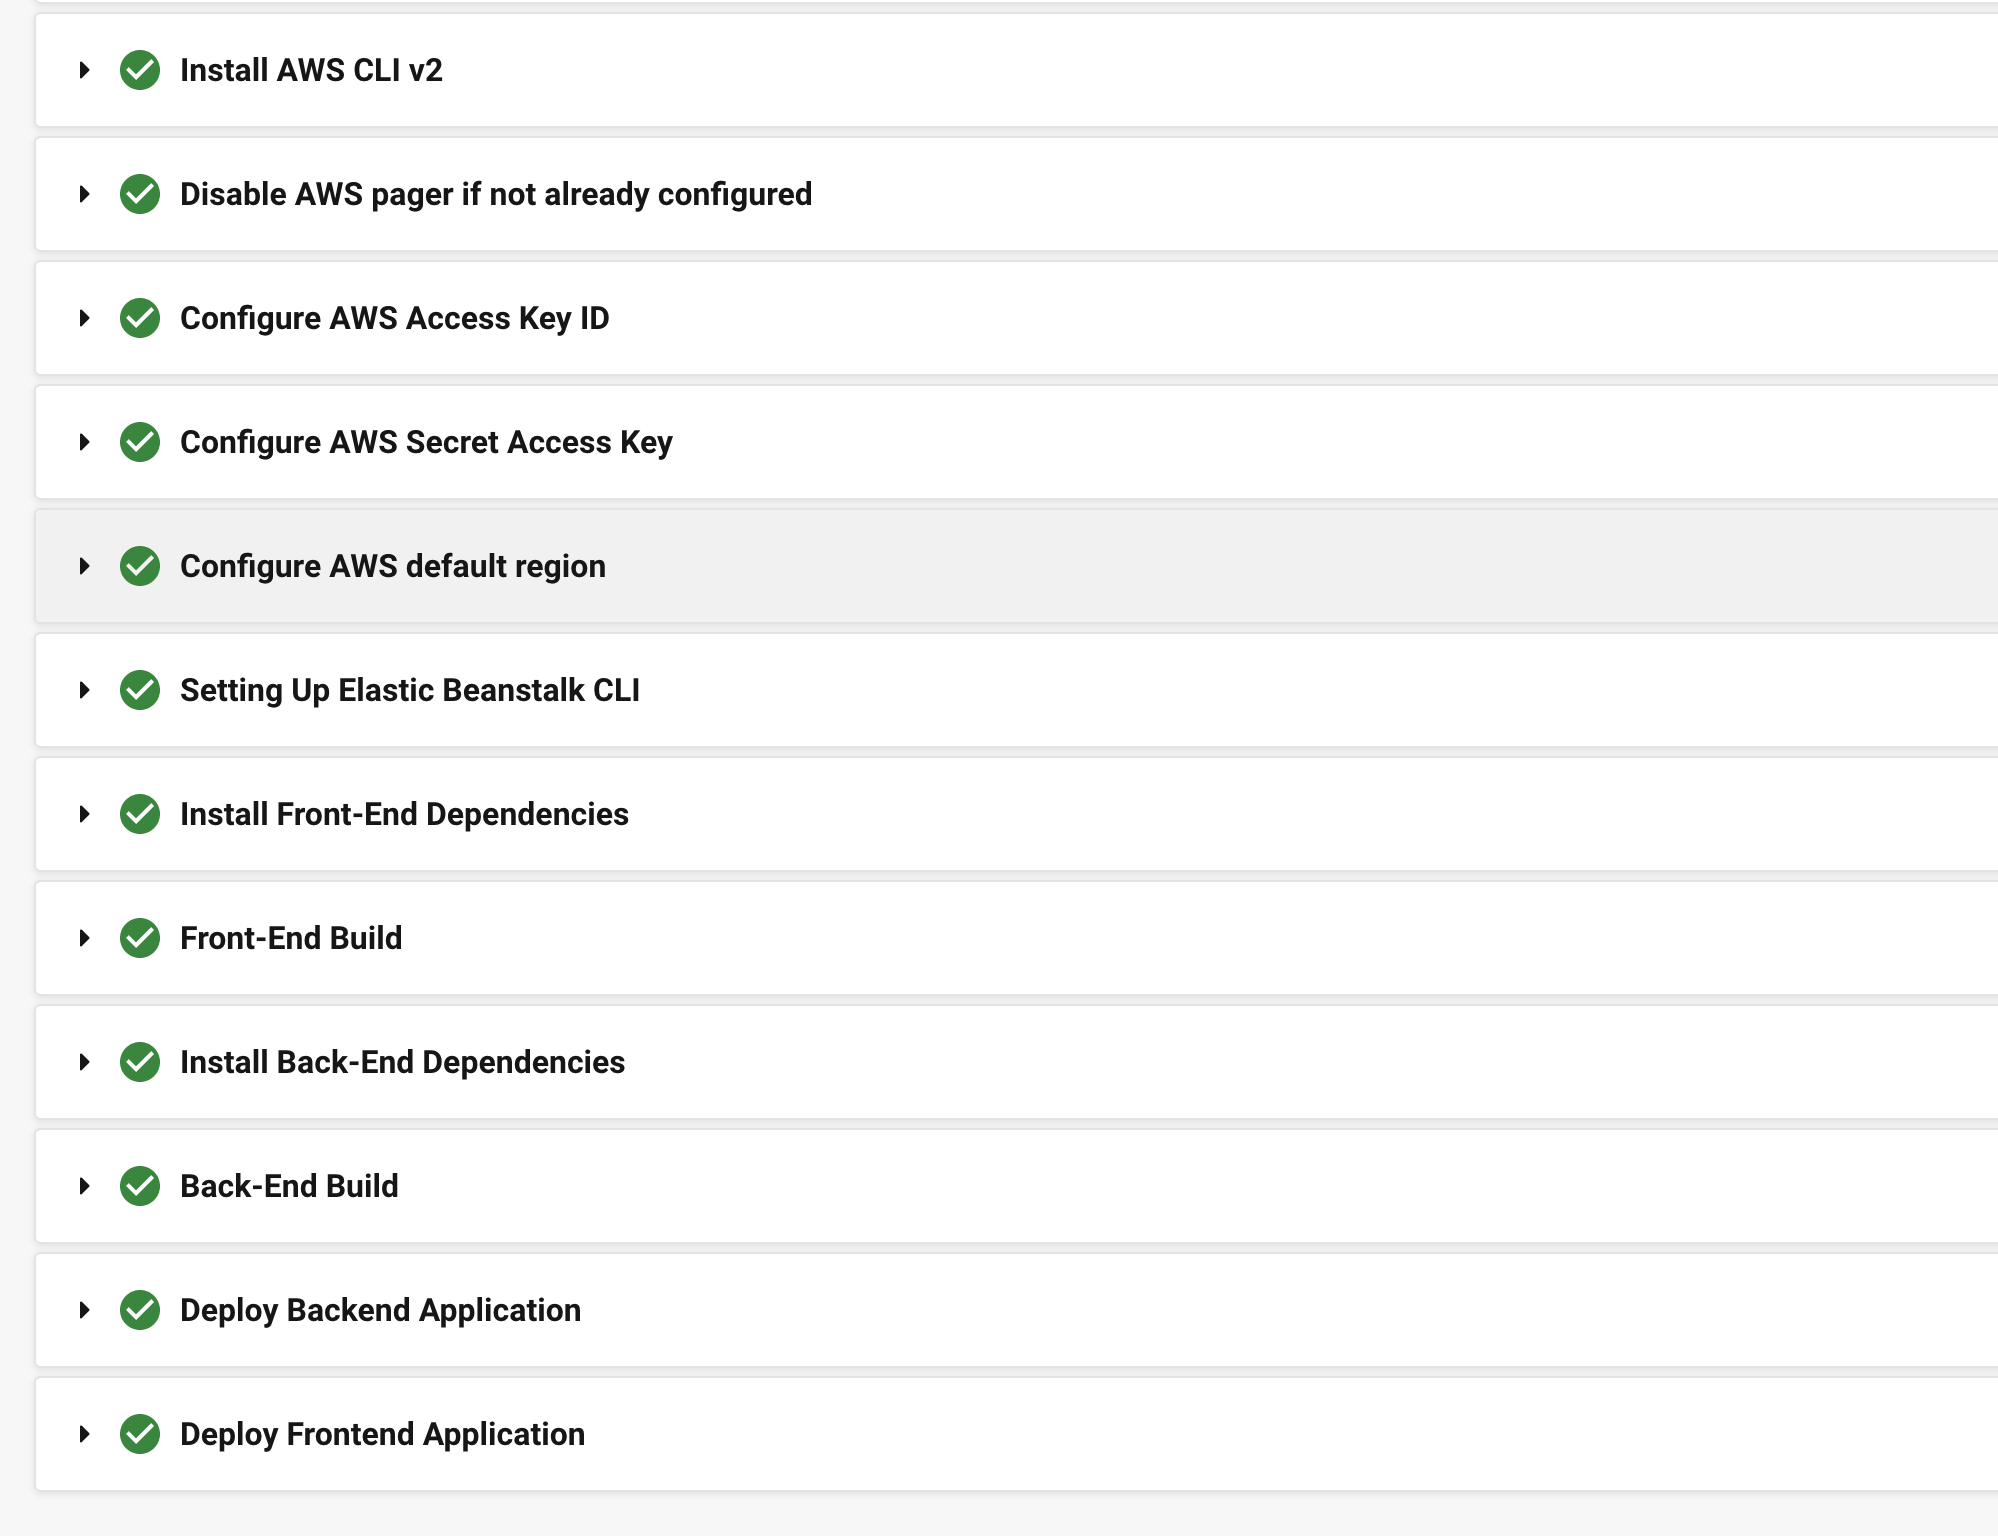 Install AWS CLI v2
Disable AWS pager if not already configured
Configure AWS Access Key ID
Configure AWS Secret Access Key
Configure AWS default region
Setting Up Elastic Beanstalk CLI
Install Front-End Dependencies
Front-End Build
Install Back-End Dependencies
Back-End Build
Deploy Backend Application
Deploy Frontend Application